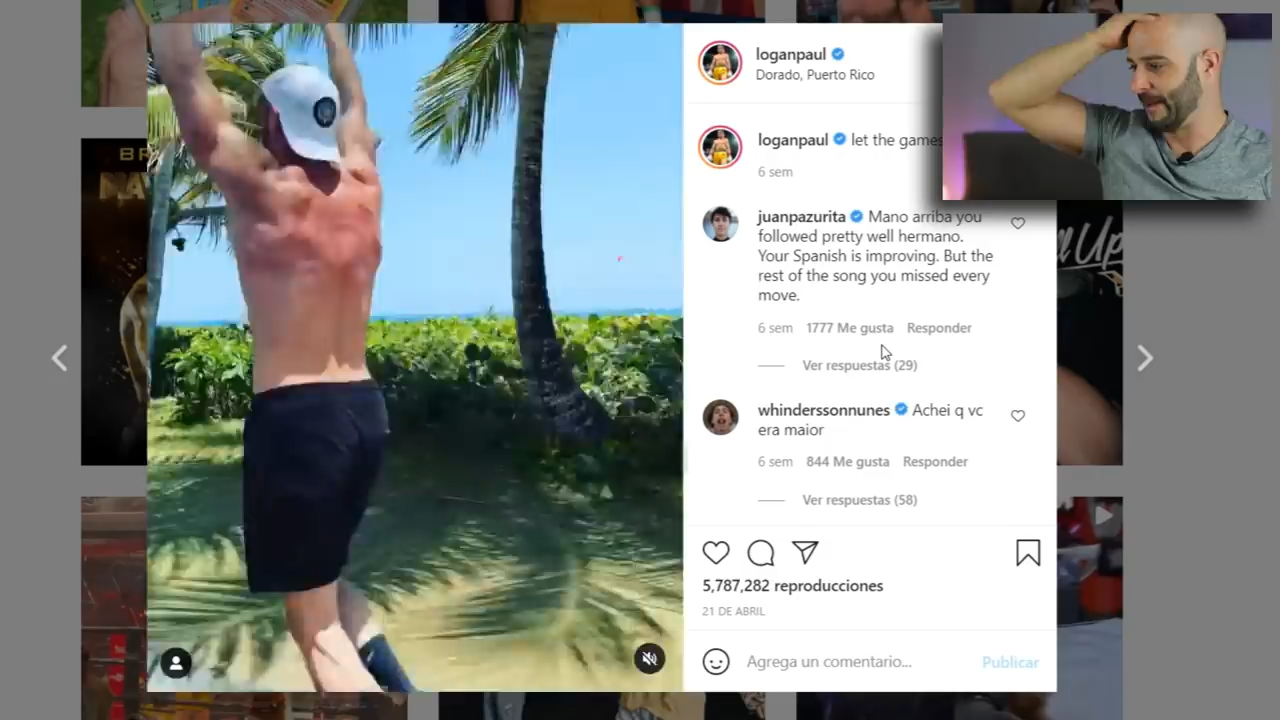 loganpaul
Dorado, Puerto Rico
loganpaul let the games
6 sem
juanpazurita Mano arriba you
followed pretty well hermano.
Your Spanish is improving. But the
rest of the song you missed every
move.
6 sem 1777 Me gusta Responder
Ver respuestas (29)
whinderssonnunes Achei q vc
era maior
6 sem 844 Me gusta Responder
Ver respuestas (58)
5,787,282 reproducciones
21 DE ABRIL
Agrega un comentario... Publicar